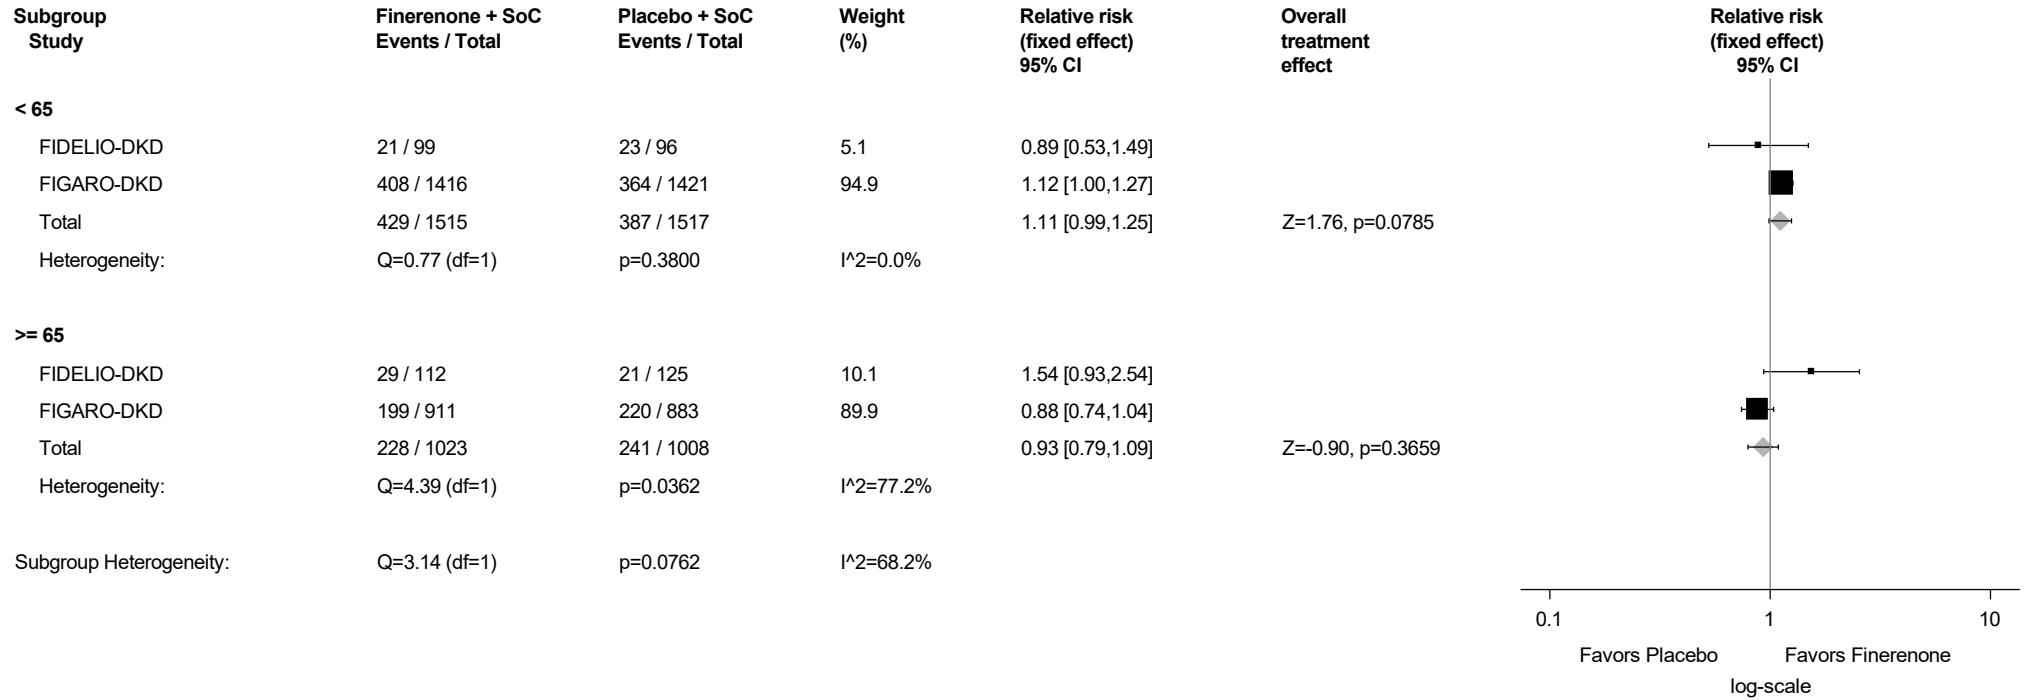 Subgroup Finerenone + SoC Placebo + SoC Weight Relative risk Overall Relative risk
Study Events / Total Events / Total (%) (fixed effect) treatment (fixed effect)
95% CI effect 95% CI
< 65
FIDELIO-DKD 21 / 99 23 / 96 5.1 0.89 [0.53,1.49]
FIGARO-DKD 408 / 1416 364 / 1421 94.9 1.12 [1.00,1.27]
Total 429 / 1515 387 / 1517 1.11 [0.99,1.25] Z=1.76, p=0.0785
Heterogeneity: Q=0.77 (df=1) p=0.3800 I^2=0.0%
>= 65
FIDELIO-DKD 29 / 112 21 / 125 10.1 1.54 [0.93,2.54]
FIGARO-DKD 199 / 911 220 / 883 89.9 0.88 [0.74,1.04]
Total 228 / 1023 241 / 1008 0.93 [0.79,1.09] Z=-0.90, p=0.3659
Heterogeneity: Q=4.39 (df=1) p=0.0362 I^2=77.2%
Subgroup Heterogeneity: Q=3.14 (df=1) p=0.0762 I^2=68.2%
0.1 1 10
Favors Placebo Favors Finerenone
log-scale